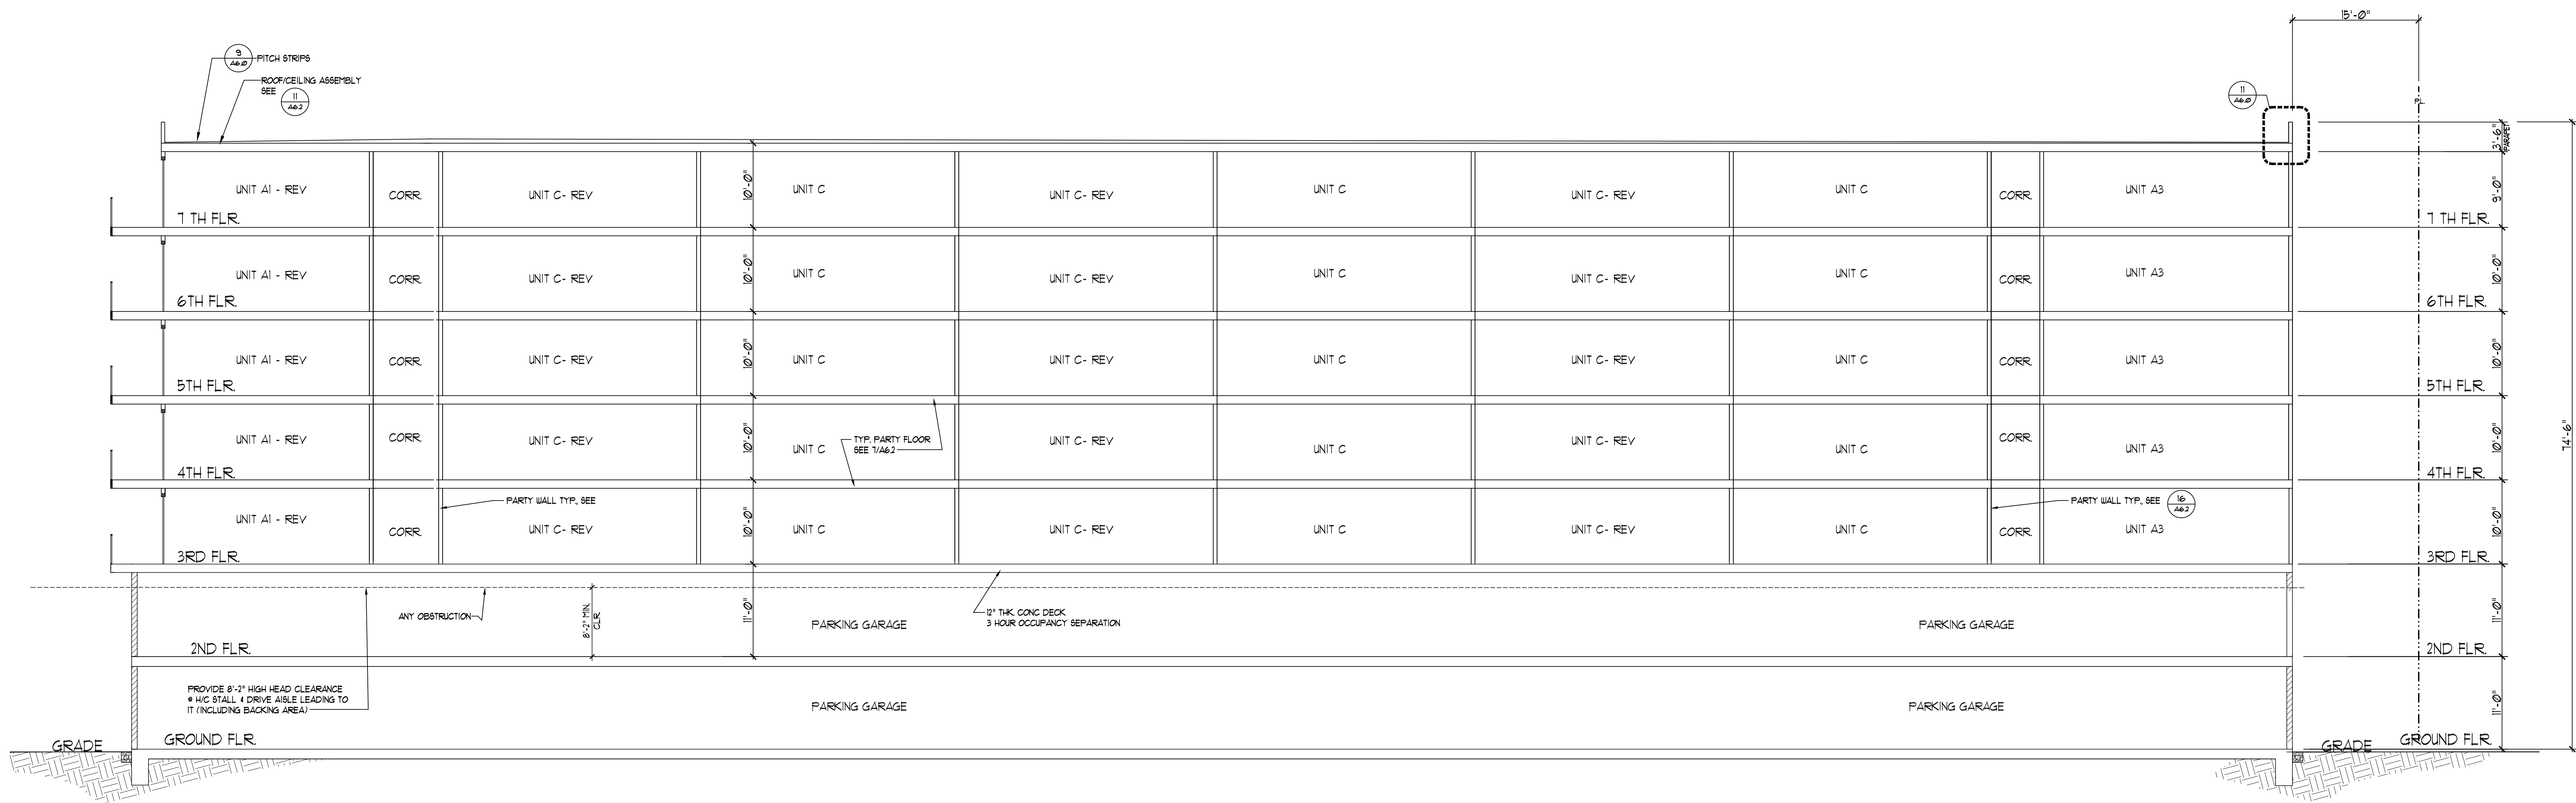 15'-0"
9
A6.0
PITCH STRIPS
ROOF/CEILING ASSEMBLY
SEE
11
A6.2
11
A6.0
PL.
3'-6"
PARAPET
UNIT A1 - REV
CORR.
UNIT C- REV
10'-0"
UNIT C
UNIT C- REV
UNIT C
UNIT C- REV
UNIT C
CORR.
UNIT A3
9'-0"
7 TH FLR.
7 TH FLR.
UNIT A1 - REV
CORR.
UNIT C- REV
10'-0"
UNIT C
UNIT C- REV
UNIT C
UNIT C- REV
UNIT C
CORR.
UNIT A3
10'-0"
6TH FLR.
6TH FLR.
UNIT A1 - REV
CORR.
UNIT C- REV
10'-0"
UNIT C
UNIT C- REV
UNIT C
UNIT C- REV
UNIT C
CORR.
UNIT A3
10'-0"
5TH FLR.
5TH FLR.
UNIT A1 - REV
CORR.
UNIT C- REV
10'-0"
UNIT C
TYP. PARTY FLOOR
SEE 7/A6.2
UNIT C- REV
UNIT C
UNIT C- REV
UNIT C
CORR.
UNIT A3
10'-0"
74'-6"
4TH FLR.
4TH FLR.
PARTY WALL TYP., SEE
PARTY WALL TYP., SEE
16
A6.2
UNIT A1 - REV
CORR.
UNIT C- REV
10'-0"
UNIT C
UNIT C- REV
UNIT C
UNIT C- REV
UNIT C
CORR.
UNIT A3
10'-0"
3RD FLR.
3RD FLR.
ANY OBSTRUCTION
8'-2" MIN.
CLR
11'-0"
12" THK. CONC DECK
3 HOUR OCCUPANCY SEPARATION
PARKING GARAGE
PARKING GARAGE
11'-0"
2ND FLR.
2ND FLR.
PROVIDE 8'-2" HIGH HEAD CLEARANCE
@ H/C STALL & DRIVE AISLE LEADING TO
IT (INCLUDING BACKING AREA)
PARKING GARAGE
PARKING GARAGE
11'-0"
GRADE
GROUND FLR.
GRADE
GROUND FLR.